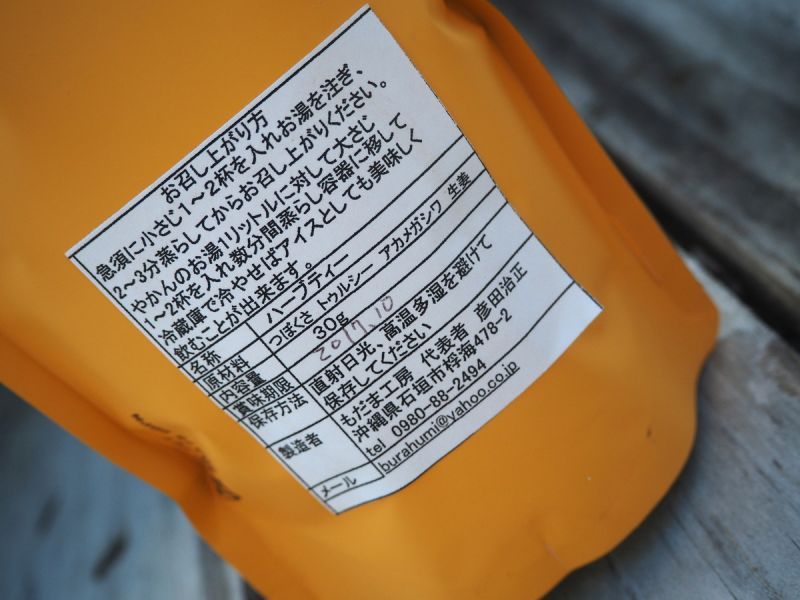 お召し上がり方
急須に小さじ1~2杯を入れお湯を注ぎ、
2~3分蒸らしてからお召し上がりください。
やかんのお湯1リットルに対して大さじ
1~2杯を入れ数分間蒸らし容器に移して
冷蔵庫で冷やせばアイスとしても美味しく
飲むことが出来ます。
名称 ハーブティー
原材料 つぼくさ トゥルシー アカメガシワ 生姜
内容量 30g
賞味期限 2017.10
保存方法 直射日光、高温多湿を避けて
保存してください
製造者 もだま工房 代表者 彦田治正
沖縄県石垣市桴海478-2
tel 0980-88-2494
メール burahumi@yahoo.co.jp